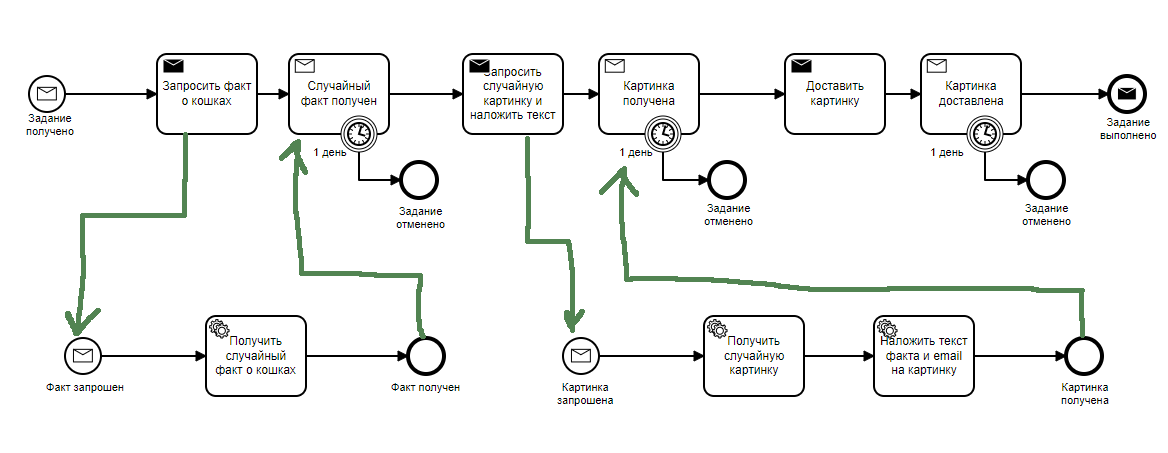 Задание
получено
Запросить факт
о кошках
Случайный
факт получен
1 день
Задание
отменено
Запросить
случайную
картинку и
наложить текст
Картинка
получена
1 день
Задание
отменено
Доставить
картинку
Картинка
доставлена
1 день
Задание
отменено
Задание
выполнено
Факт запрошен
Получить
случайный
факт о кошках
Факт получен
Картинка
запрошена
Получить
случайную
картинку
Наложить текст
факта и email
на картинку
Картинка
получена